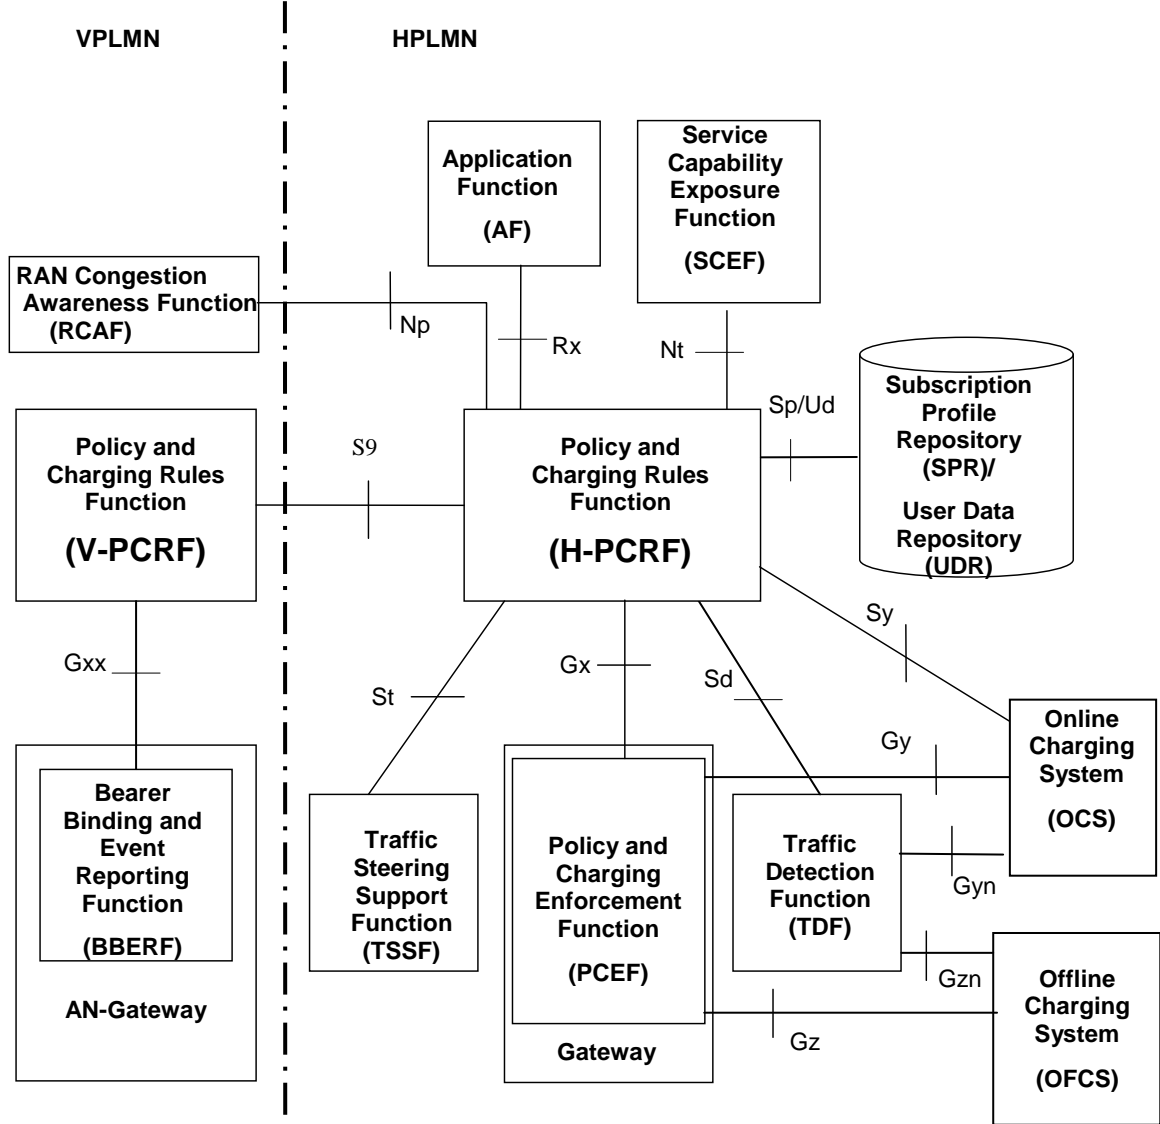 VPLMN
HPLMN
Application
Function
(AF)
Service
Capability
Exposure
Function
(SCEF)
RAN Congestion
Awareness Function
(RCAF)
Np
Rx
Nt
Sp/Ud
Subscription
Profile
Repository
(SPR)/
User Data
Repository
(UDR)
Policy and
Charging Rules
Function
(V-PCRF)
S9
Policy and
Charging Rules
Function
(H-PCRF)
Gxx
St
Gx
Sd
Sy
Gy
Online
Charging
System
(OCS)
Bearer
Binding and
Event
Reporting
Function
(BBERF)
AN-Gateway
Traffic
Steering
Support
Function
(TSSF)
Policy and
Charging
Enforcement
Function
(PCEF)
Gateway
Traffic
Detection
Function
(TDF)
Gyn
Gzn
Gz
Offline
Charging
System
(OFCS)